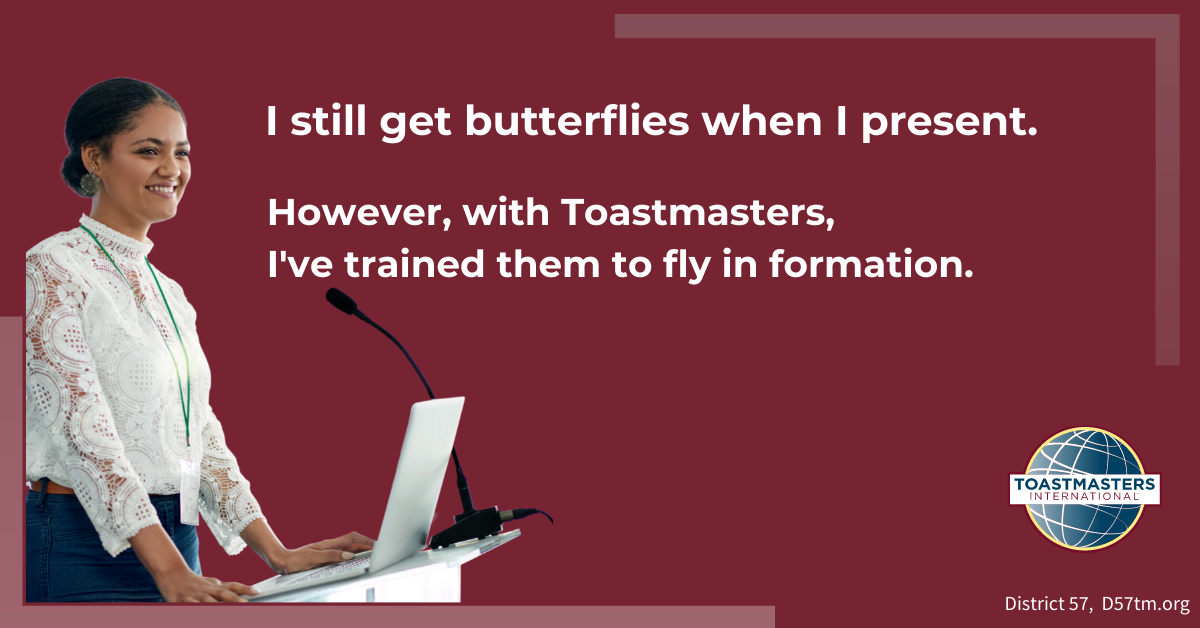 I still get butterflies when I present.
However, with Toastmasters,
I've trained them to fly in formation.
TOASTMASTERS
INTERNATIONAL
District 57, D57tm.org